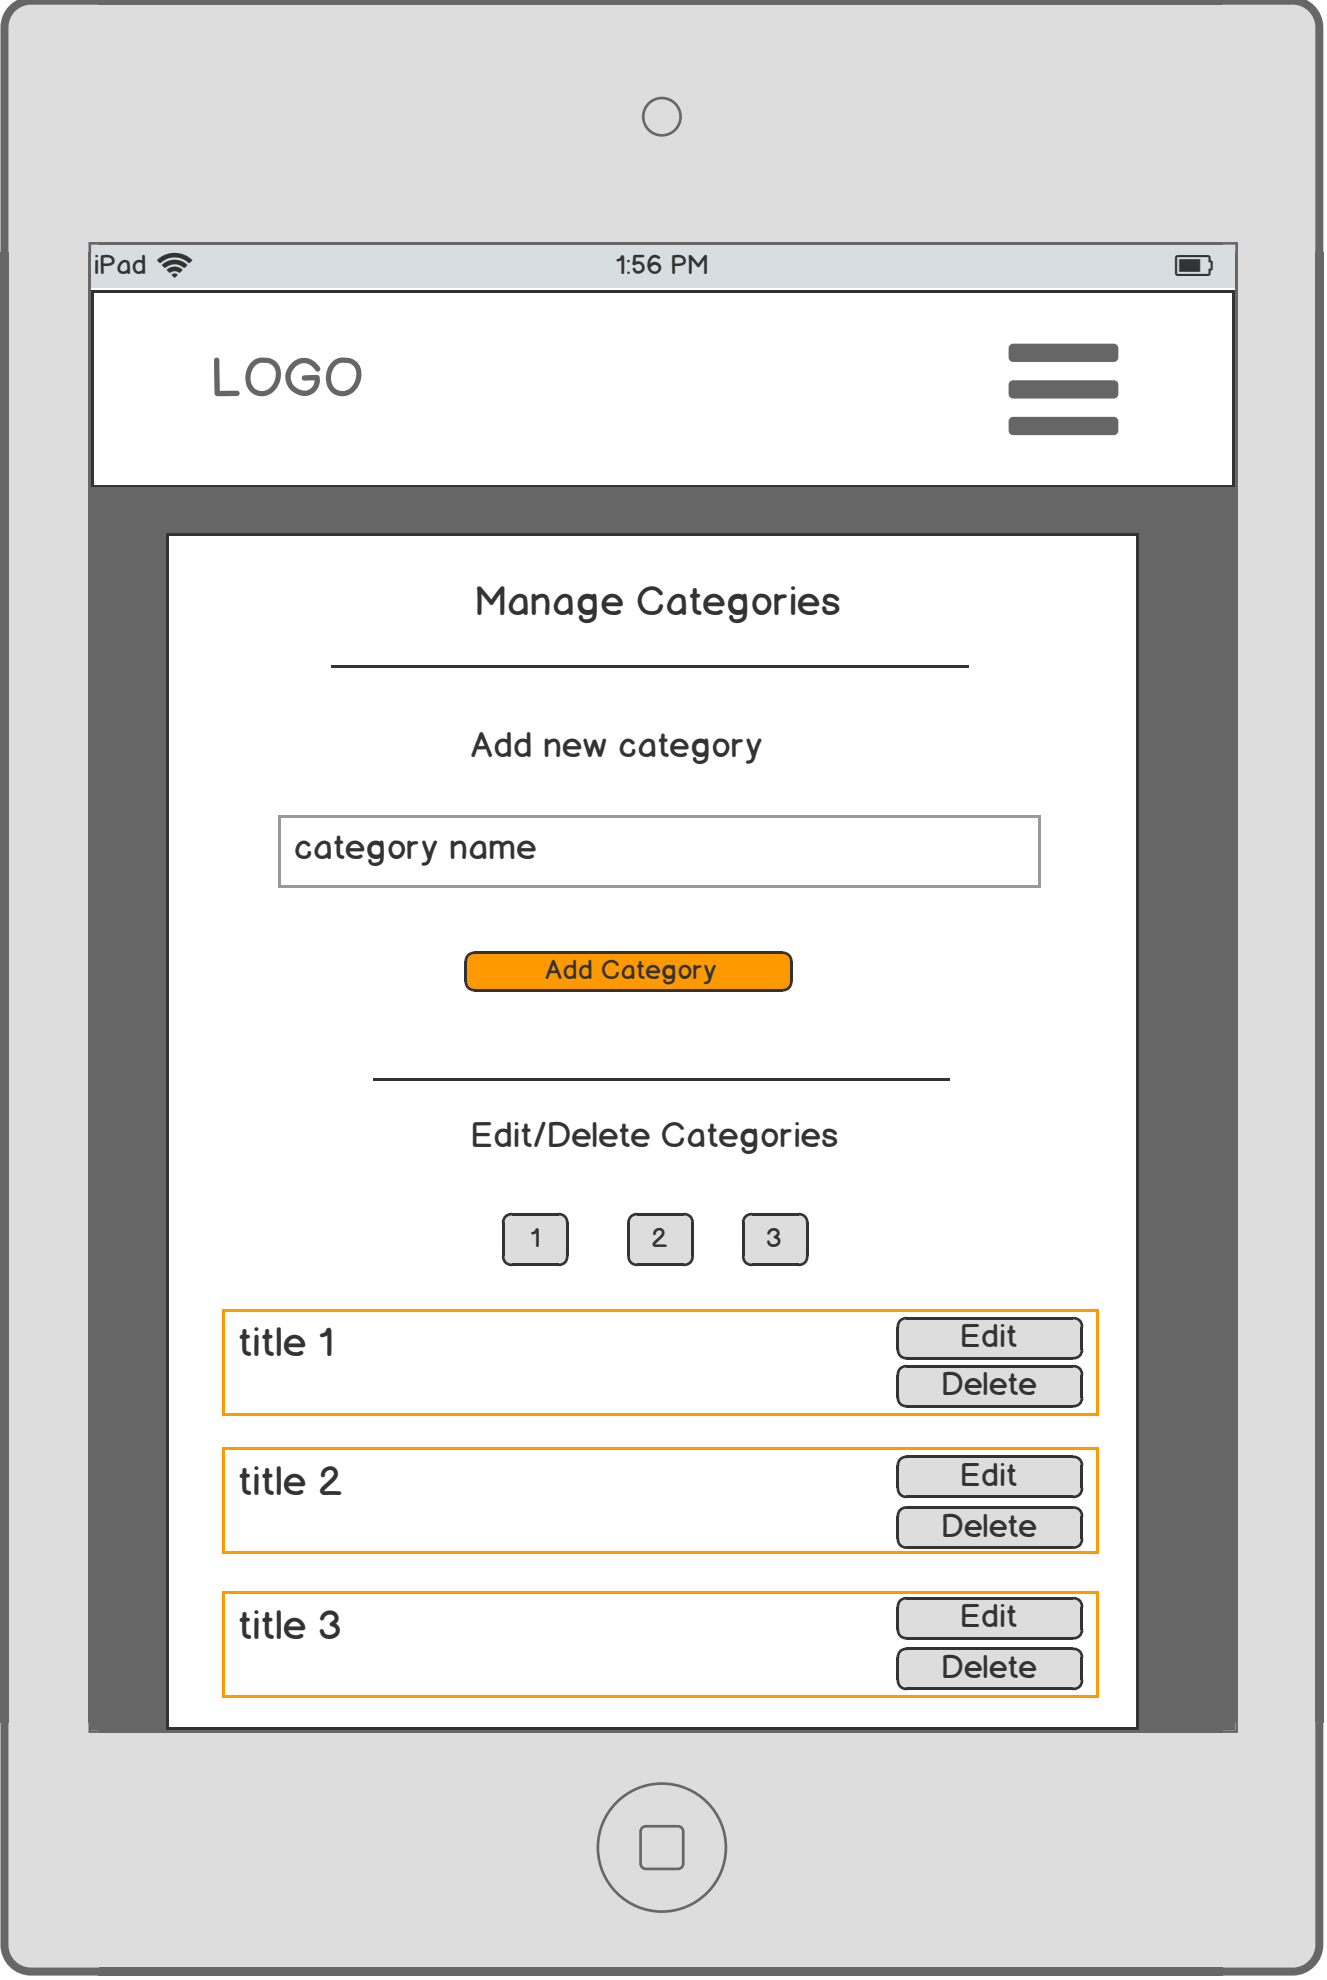 iPad 1:56 PM
LOGO
Manage Categories
Add new category
category name
Add Category
Edit/Delete Categories
1 2 3
title 1 Edit
Delete
title 2 Edit
Delete
title 3 Edit
Delete